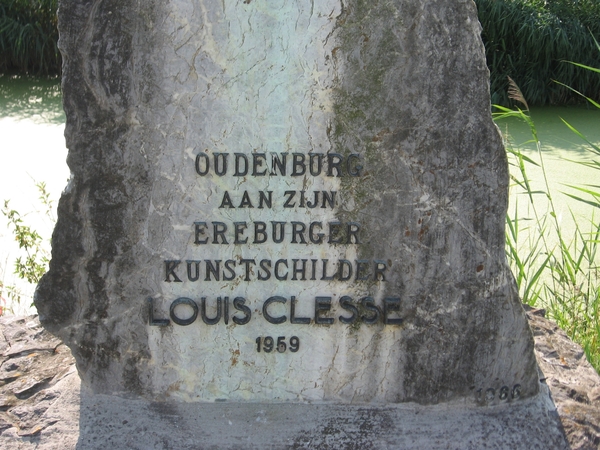 OUDENBURG
AAN ZIJN
EREBURGER
KUNSTSCHILDER
LOUIS CLESSE
1959